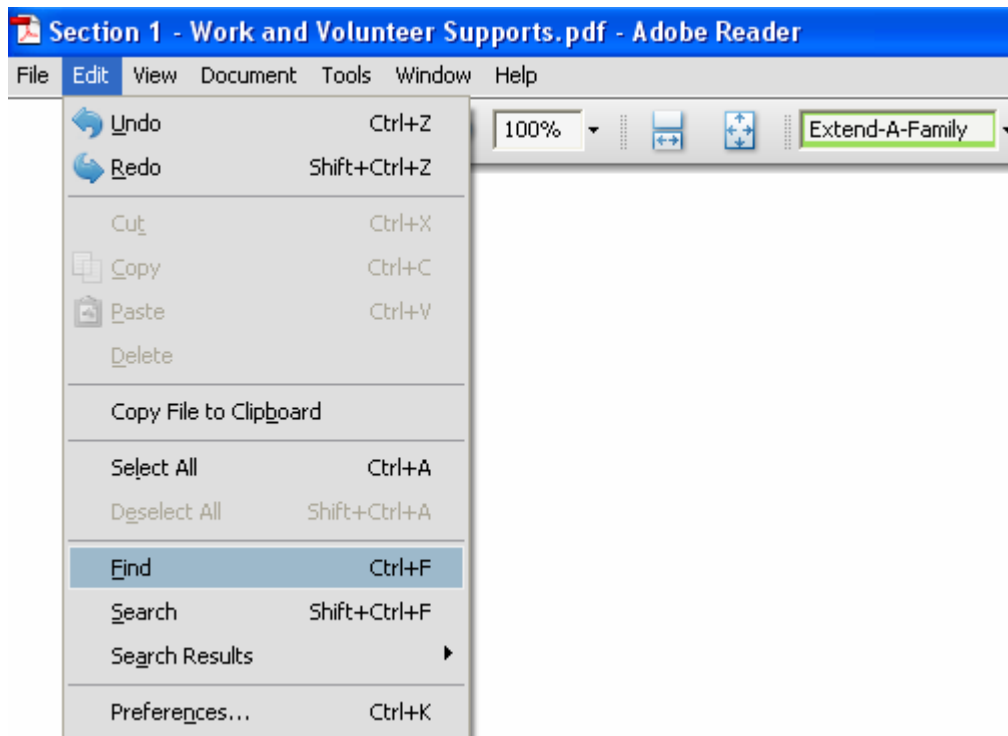 Section 1 - Work and Volunteer Supports.pdf - Adobe Reader
File Edit View Document Tools Window Help
Undo Ctrl+Z
100% Extend-A-Family
Redo Shift+Ctrl+Z
Cut Ctrl+X
Copy Ctrl+C
Paste Ctrl+V
Delete
Copy File to Clipboard
Select All Ctrl+A
Deselect All Shift+Ctrl+A
Find Ctrl+F
Search Shift+Ctrl+F
Search Results
Preferences... Ctrl+K